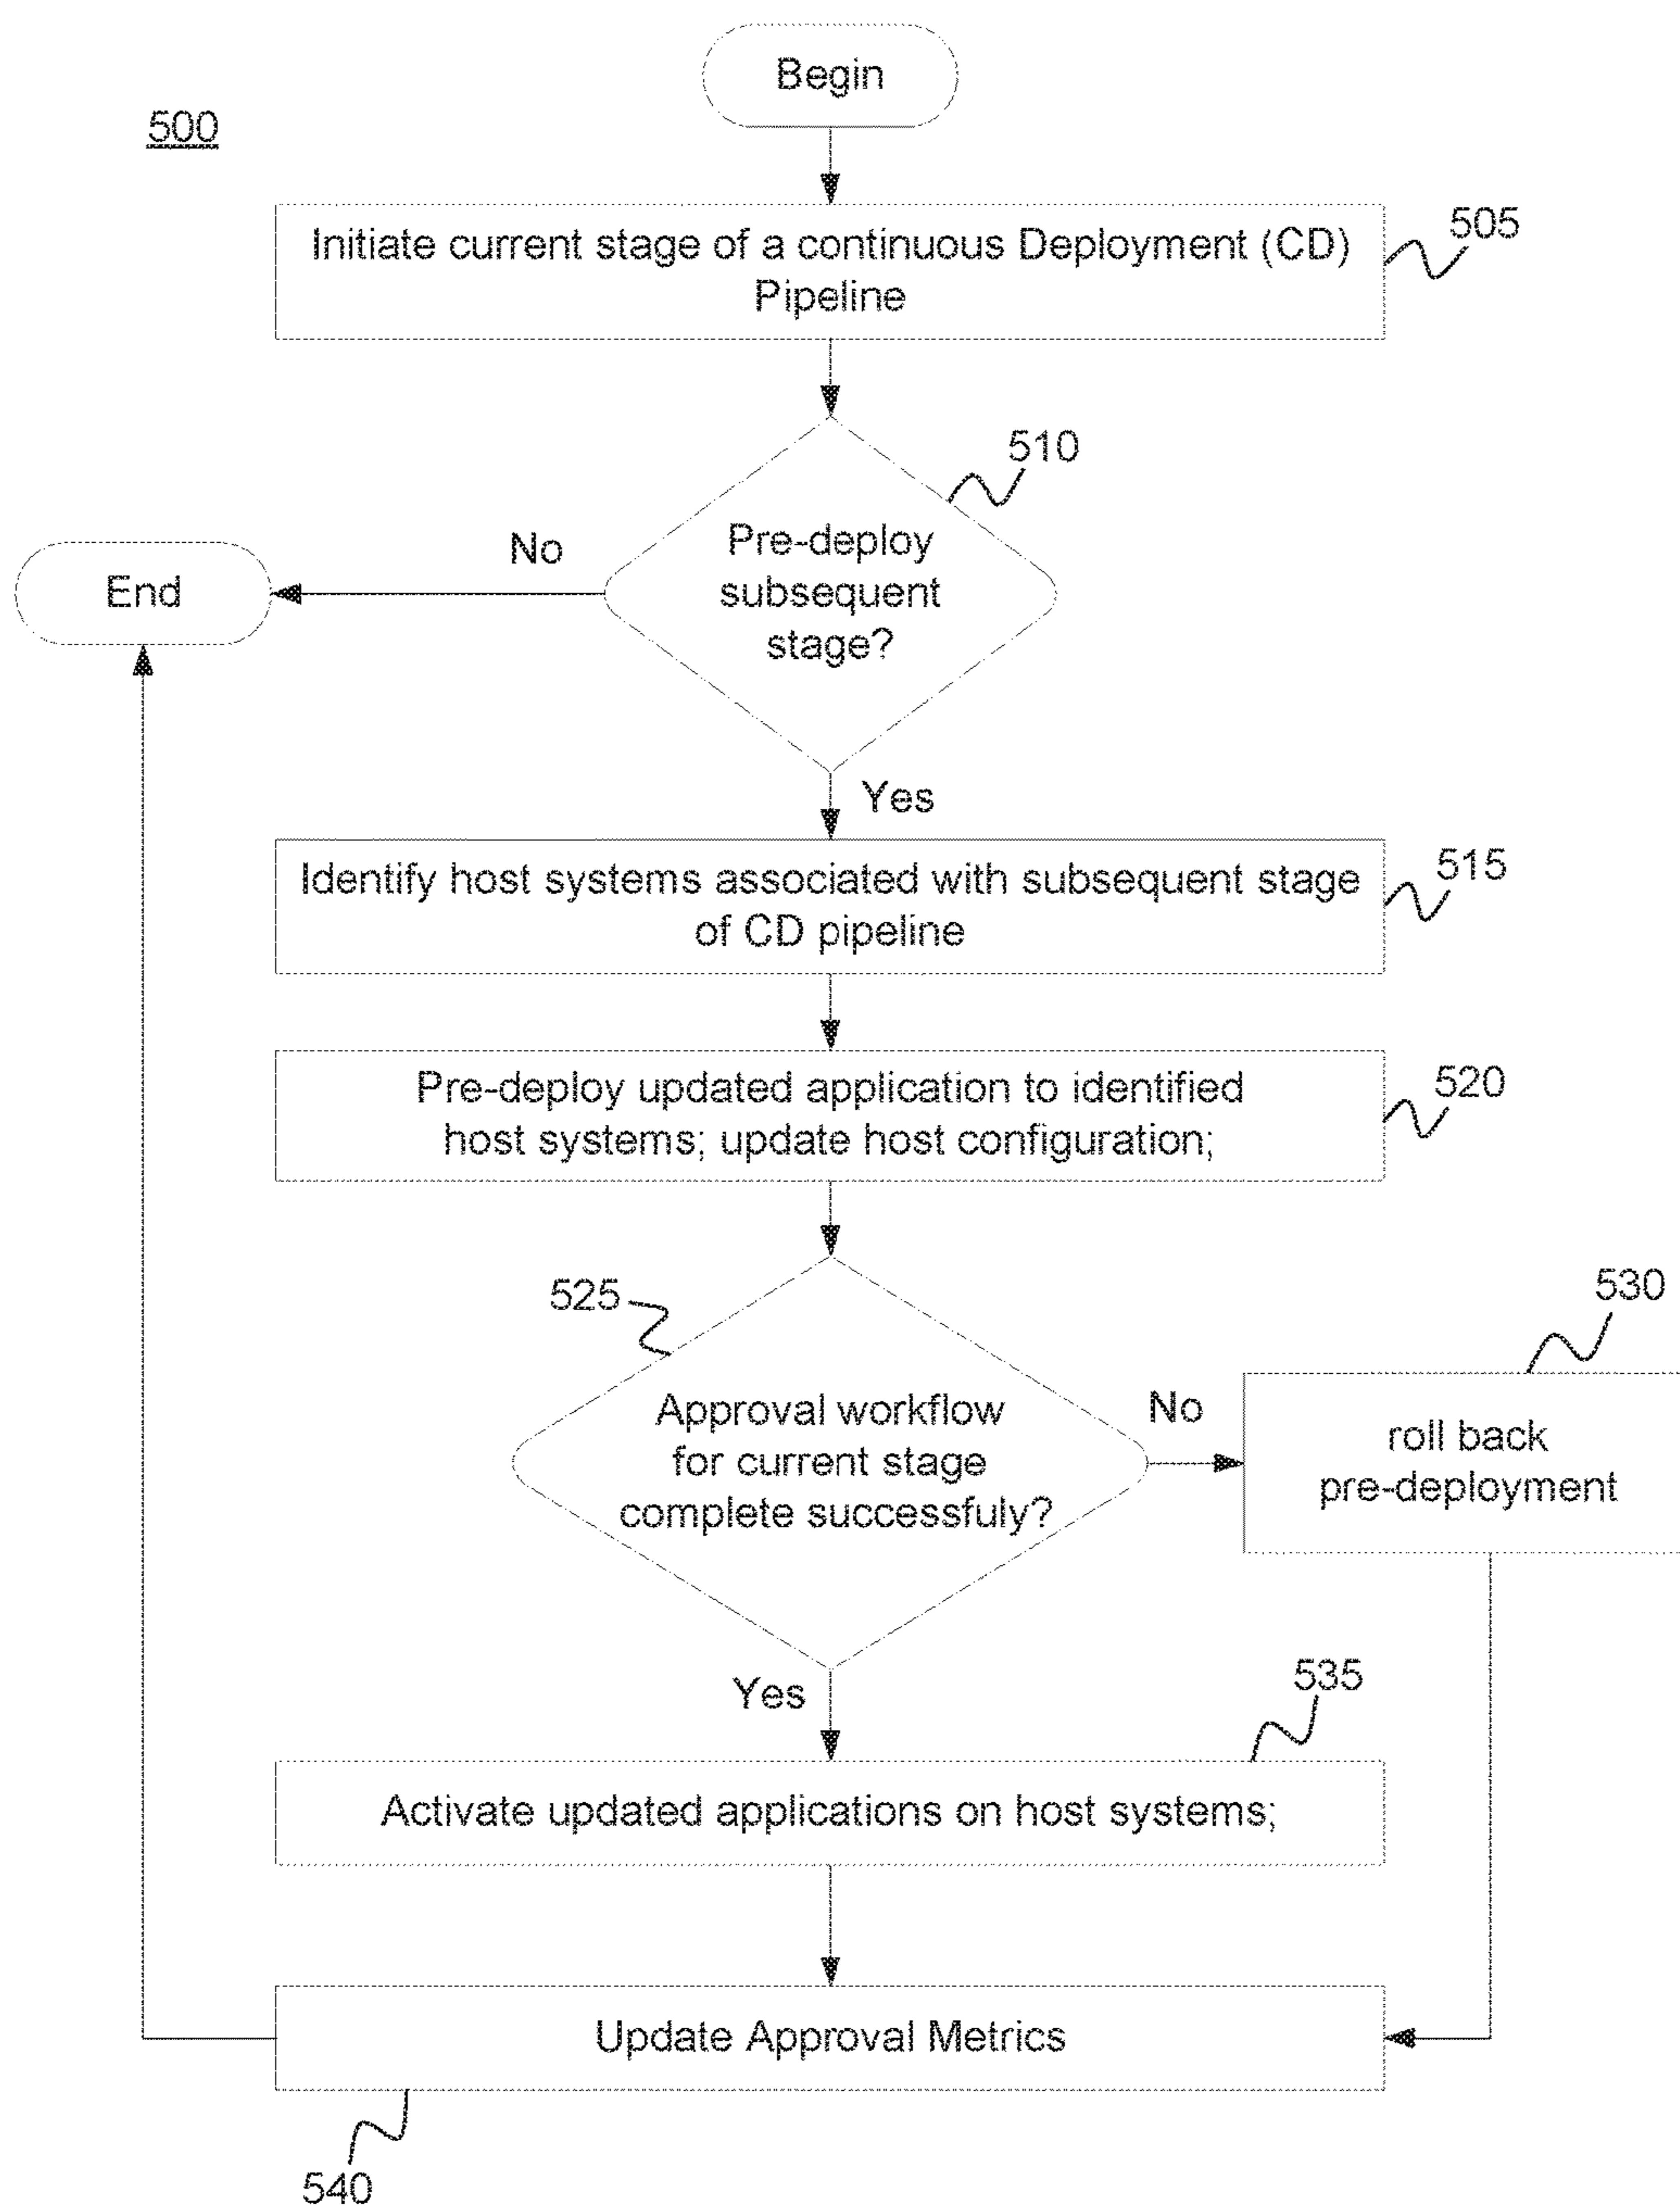 Begin
500
Initiate current stage of a continuous Deployment (CD)
Pipeline
505
510
Pre-deploy
subsequent
stage?
No
End
Yes
Identify host systems associated with subsequent stage
of CD pipeline
515
Pre-deploy updated application to identified
host systems; update host configuration;
520
525
Approval workflow
for current stage
complete successfuly?
No
530
roll back
pre-deployment
Yes
535
Activate updated applications on host systems;
Update Approval Metrics
540